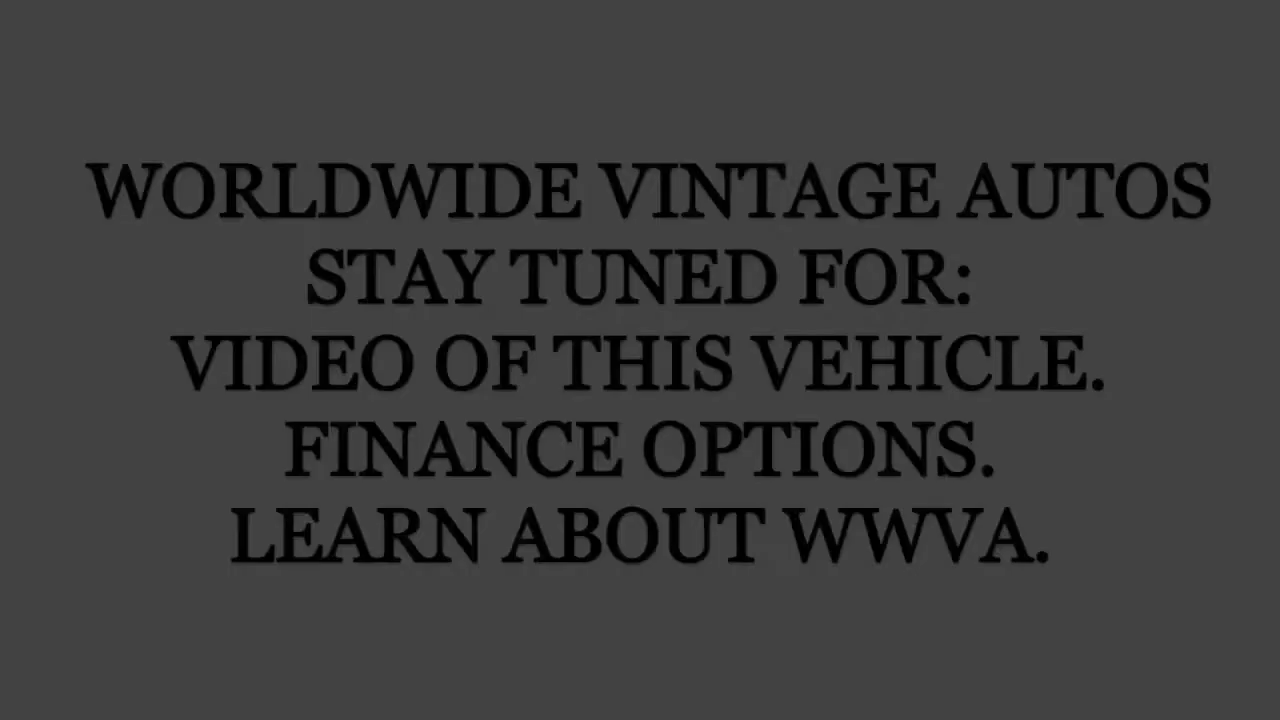 WORLDWIDE VINTAGE AUTOS
STAY TUNED FOR:
VIDEO OF THIS VEHICLE.
FINANCE OPTIONS.
LEARN ABOUT WWVA.